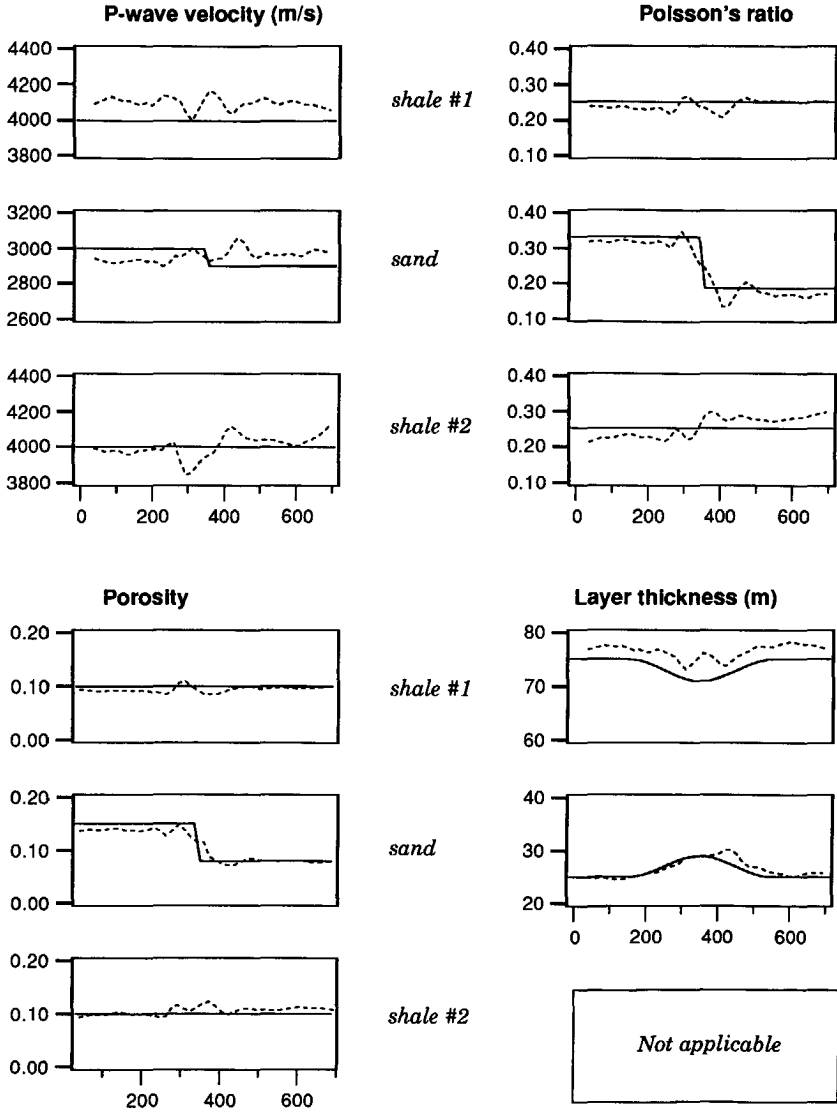 P-wave velocity (m/s)
Poisson's ratio
4400
4200
4000
3800
shale #1
0.40
0.30
0.20
0.10
3200
3000
2800
2600
sand
0.40
0.30
0.20
0.10
4400
4200
4000
3800
0 200 400 600
shale #2
0.40
0.30
0.20
0.10
0 200 400 600
Porosity
Layer thickness (m)
0.20
0.10
0.00
shale #1
80
70
60
0.20
0.10
0.00
sand
40
30
20
0 200 400 600
0.20
0.10
0.00
200 400 600
shale #2
Not applicable